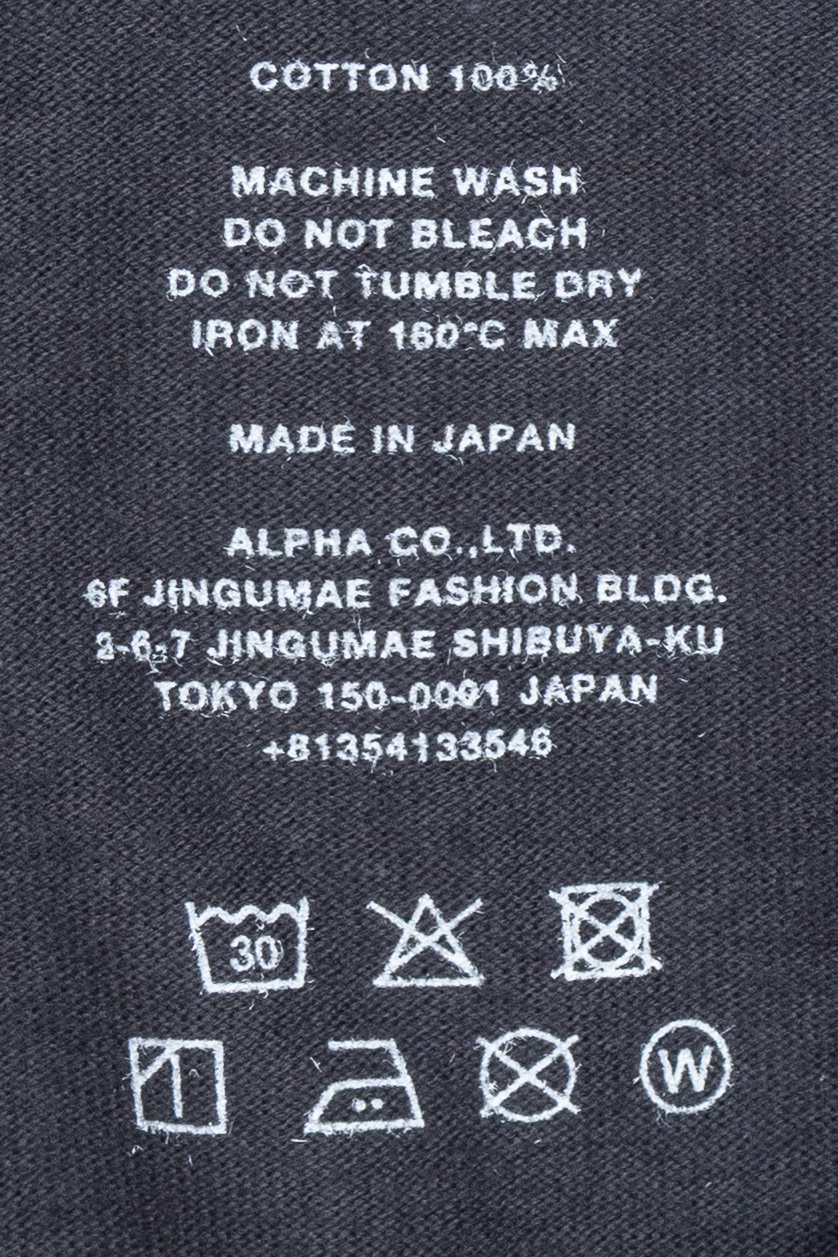 COTTON 100%
MACHINE WASH
DO NOT BLEACH
DO NOT TUMBLE DRY
IRON AT 160°C MAX
MADE IN JAPAN
ALPHA CO.,LTD.
6F JINGUMAE FASHION BLDG.
2-6-7 JINGUMAE SHIBUYA-KU
TOKYO 150-0001 JAPAN
+81354133546
30
W